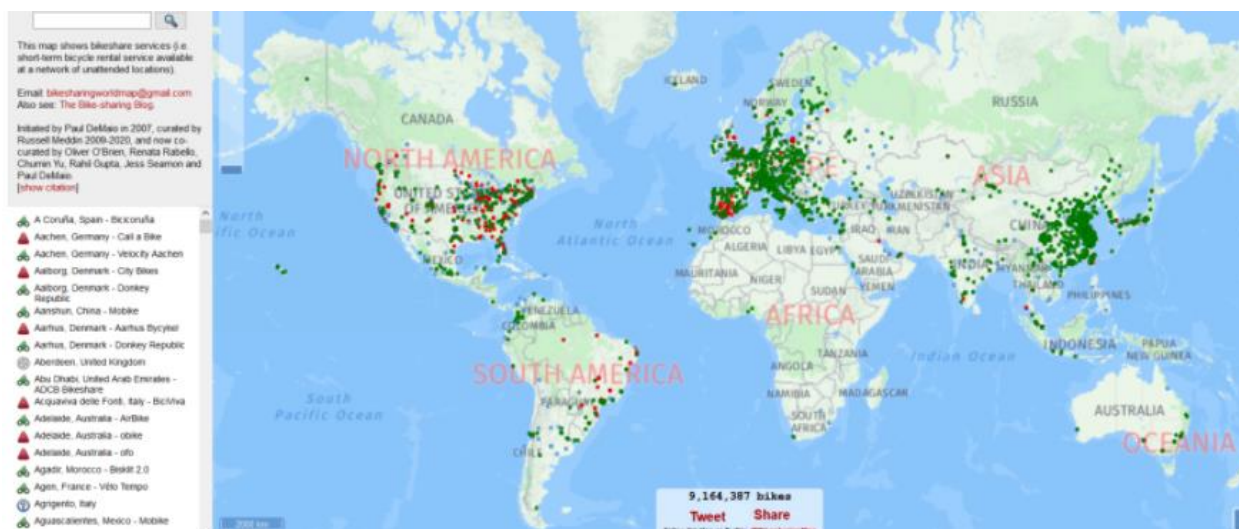 This map shows bikeshare services (i.e.
short-term bicycle rental service available
at a network of unattended locations).
Email: bikesharingworldmap@gmail.com
Also see: The Bike-sharing Blog.
Initiated by Paul DeMaio in 2007, curated by
Russell Meddin 2009-2020, and now co-
curated by Oliver O'Brien, Renata Rabello,
Chumin Yu, Rahil Gupta, Jess Seamon and
Paul DeMaio.
[show citation]
A Coruña, Spain - Bicicoruña
Aachen, Germany - Call a Bike
Aachen, Germany - Velocity Aachen
Aalborg, Denmark - City Bikes
Aalborg, Denmark - Donkey
Republic
Aanshun, China - Mobike
Aarhus, Denmark - Aarhus Bycykel
Aarhus, Denmark - Donkey Republic
Aberdeen, United Kingdom
Abu Dhabi, United Arab Emirates -
ADCB Bikeshare
Acquaviva delle Fonti, Italy - BiciViva
Adelaide, Australia - AirBike
Adelaide, Australia - obike
Adelaide, Australia - ofo
Agadir, Morocco - Bisklit 2.0
Agen, France - Vélo Tempo
Agrigento, Italy
Aguascalientes, Mexico - Mobike
ICELAND
SWEDEN
NORWAY
RUSSIA
CANADA
NORTH AMERICA
ASIA
UNITED
OF AMERICA
UZBEKISTAN
TURKMENISTAN
North
North
Atlantic Ocean
MOROCCO
IRAQ
IRAN
CHINA
MEXICO
ALGERIA
LIBYA
EGYPT
SAUDI
ARABIA
INDIA
MAURITANIA
NIGER
SUDAN
YEMEN
THAILAND
PHILIPPINES
VENEZUELA
COLOMBIA
AFRICA
INDONESIA
PAPUA
NEW GUINEA
TANZANIA
Indian Ocean
SOUTH AMERICA
ANGOLA
South
Pacific Ocean
NAMIBIA
MADAGASCAR
SOUTH
AFRICA
AUSTRALIA
OCEANIA
9,164,387 bikes
Tweet Share